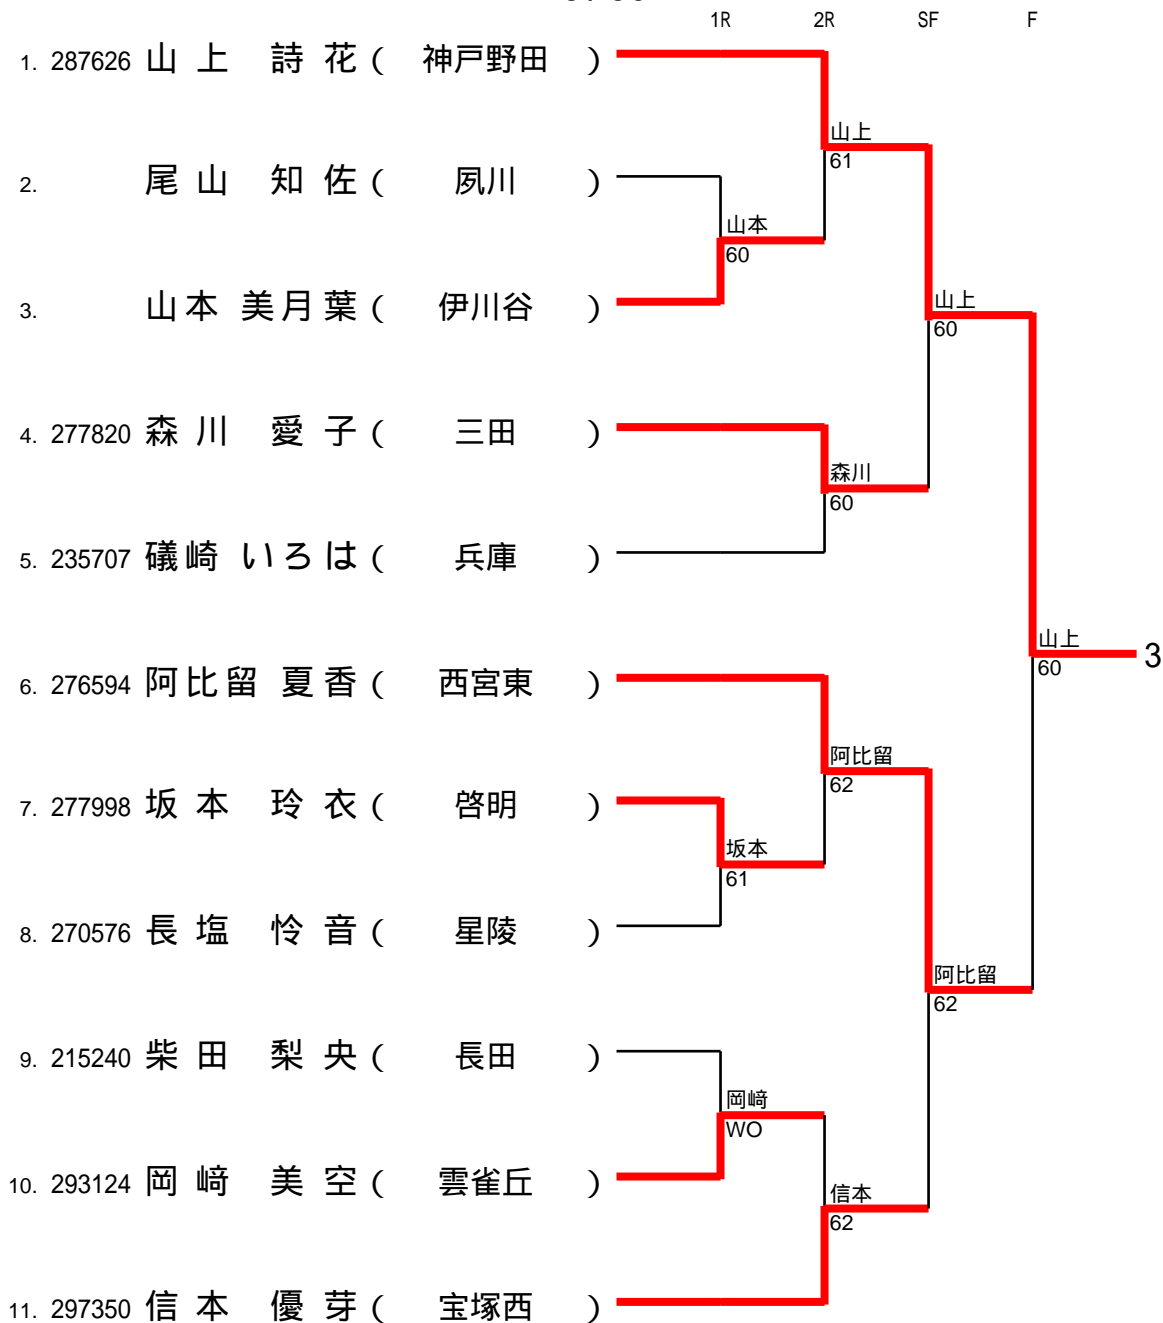 1R 2R SF F
1. 287626 山 上 詩 花 ( 神戸野田 )
山上
61
2. 尾 山 知 佐 ( 夙川 )
山本
60
3. 山 本 美 月 葉 ( 伊川谷 )
山上
60
4. 277820 森 川 愛 子 ( 三田 )
森川
60
5. 235707 礒 崎 いろは ( 兵庫 )
山上 3
60
6. 276594 阿比留 夏 香 ( 西宮東 )
阿比留
62
7. 277998 坂 本 玲 衣 ( 啓明 )
坂本
61
8. 270576 長 塩 怜 音 ( 星陵 )
阿比留
62
9. 215240 柴 田 梨 央 ( 長田 )
岡﨑
WO
10. 293124 岡 﨑 美 空 ( 雲雀丘 )
信本
62
11. 297350 信 本 優 芽 ( 宝塚西 )